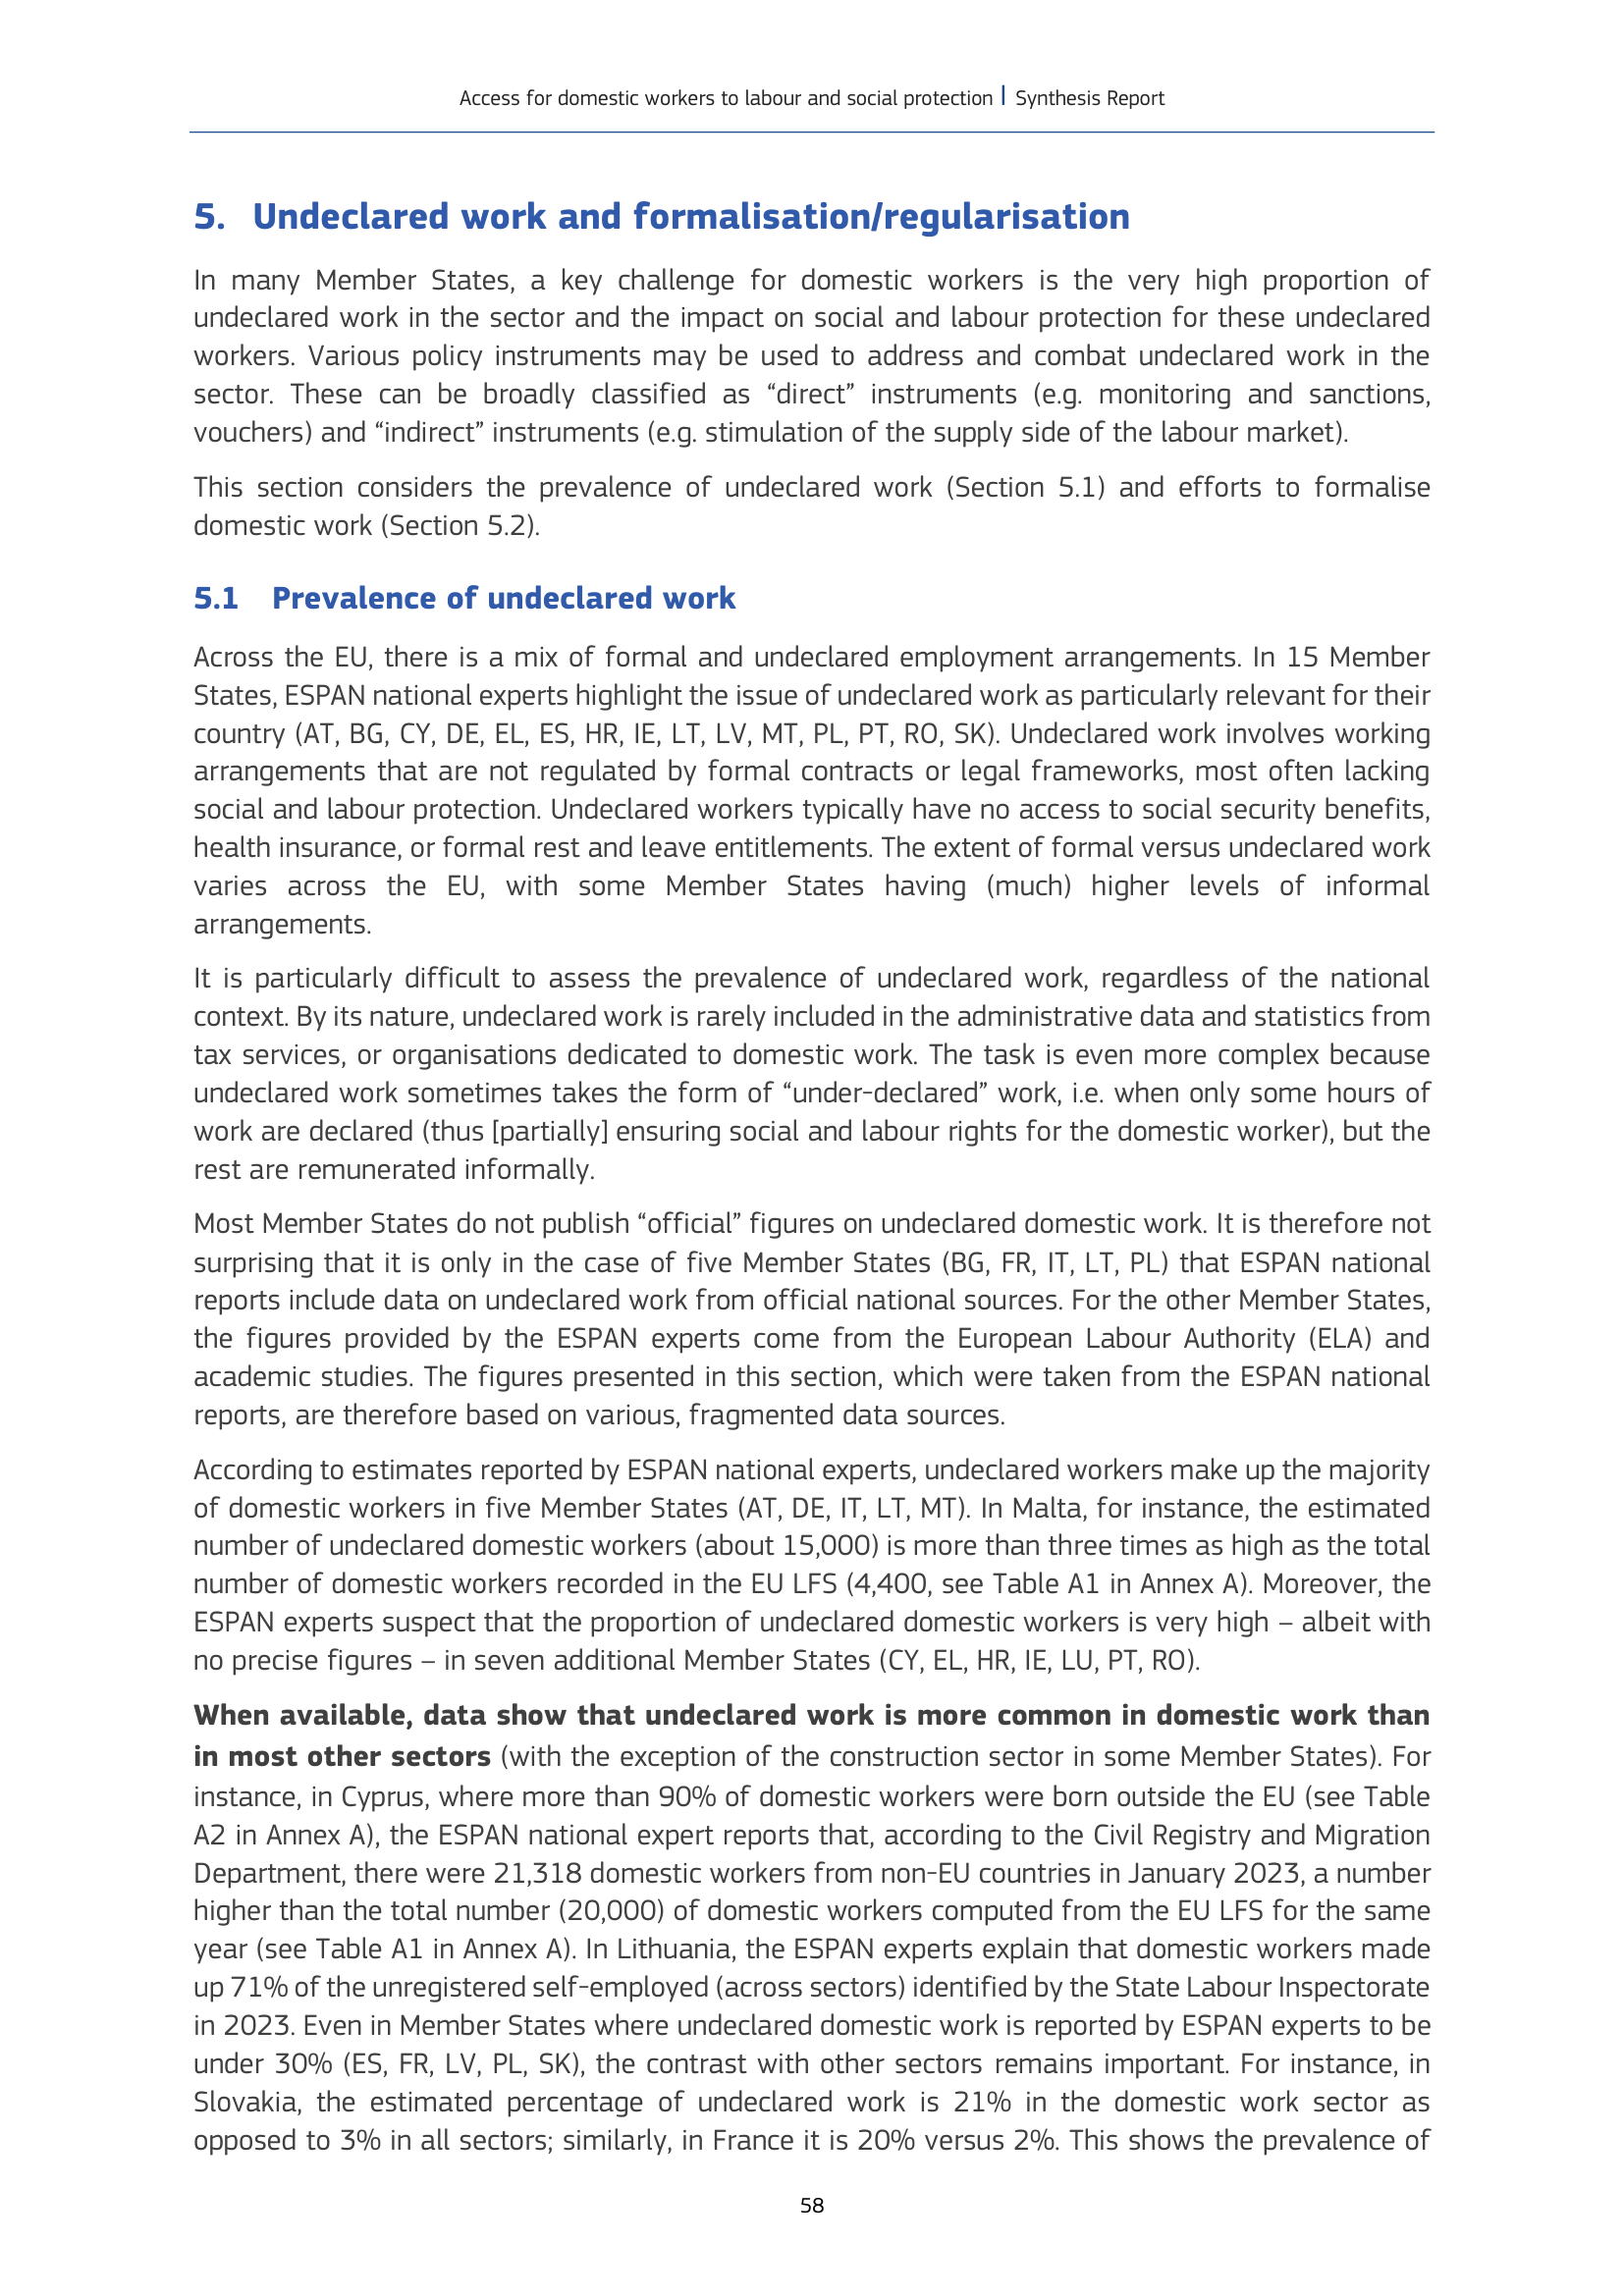 Access for domestic workers to labour and social protection | Synthesis Report
5. Undeclared work and formalisation/regularisation
In many Member States, a key challenge for domestic workers is the very high proportion of
undeclared work in the sector and the impact on social and labour protection for these undeclared
workers. Various policy instruments may be used to address and combat undeclared work in the
sector. These can be broadly classified as “direct” instruments (e.g. monitoring and sanctions,
vouchers) and “indirect” instruments (e.g. stimulation of the supply side of the labour market).
This section considers the prevalence of undeclared work (Section 5.1) and efforts to formalise
domestic work (Section 5.2).
5.1 Prevalence of undeclared work
Across the EU, there is a mix of formal and undeclared employment arrangements. In 15 Member
States, ESPAN national experts highlight the issue of undeclared work as particularly relevant for their
country (AT, BG, CY, DE, EL, ES, HR, IE, LT, LV, MT, PL, PT, RO, SK). Undeclared work involves working
arrangements that are not regulated by formal contracts or legal frameworks, most often lacking
social and labour protection. Undeclared workers typically have no access to social security benefits,
health insurance, or formal rest and leave entitlements. The extent of formal versus undeclared work
varies across the EU, with some Member States having (much) higher levels of informal
arrangements.
It is particularly difficult to assess the prevalence of undeclared work, regardless of the national
context. By its nature, undeclared work is rarely included in the administrative data and statistics from
tax services, or organisations dedicated to domestic work. The task is even more complex because
undeclared work sometimes takes the form of “under-declared” work, i.e. when only some hours of
work are declared (thus [partially] ensuring social and labour rights for the domestic worker), but the
rest are remunerated informally.
Most Member States do not publish “official” figures on undeclared domestic work. It is therefore not
surprising that it is only in the case of five Member States (BG, FR, IT, LT, PL) that ESPAN national
reports include data on undeclared work from official national sources. For the other Member States,
the figures provided by the ESPAN experts come from the European Labour Authority (ELA) and
academic studies. The figures presented in this section, which were taken from the ESPAN national
reports, are therefore based on various, fragmented data sources.
According to estimates reported by ESPAN national experts, undeclared workers make up the majority
of domestic workers in five Member States (AT, DE, IT, LT, MT). In Malta, for instance, the estimated
number of undeclared domestic workers (about 15,000) is more than three times as high as the total
number of domestic workers recorded in the EU LFS (4,400, see Table A1 in Annex A). Moreover, the
ESPAN experts suspect that the proportion of undeclared domestic workers is very high – albeit with
no precise figures – in seven additional Member States (CY, EL, HR, IE, LU, PT, RO).
When available, data show that undeclared work is more common in domestic work than
in most other sectors (with the exception of the construction sector in some Member States). For
instance, in Cyprus, where more than 90% of domestic workers were born outside the EU (see Table
A2 in Annex A), the ESPAN national expert reports that, according to the Civil Registry and Migration
Department, there were 21,318 domestic workers from non-EU countries in January 2023, a number
higher than the total number (20,000) of domestic workers computed from the EU LFS for the same
year (see Table A1 in Annex A). In Lithuania, the ESPAN experts explain that domestic workers made
up 71% of the unregistered self-employed (across sectors) identified by the State Labour Inspectorate
in 2023. Even in Member States where undeclared domestic work is reported by ESPAN experts to be
under 30% (ES, FR, LV, PL, SK), the contrast with other sectors remains important. For instance, in
Slovakia, the estimated percentage of undeclared work is 21% in the domestic work sector as
opposed to 3% in all sectors; similarly, in France it is 20% versus 2%. This shows the prevalence of
58